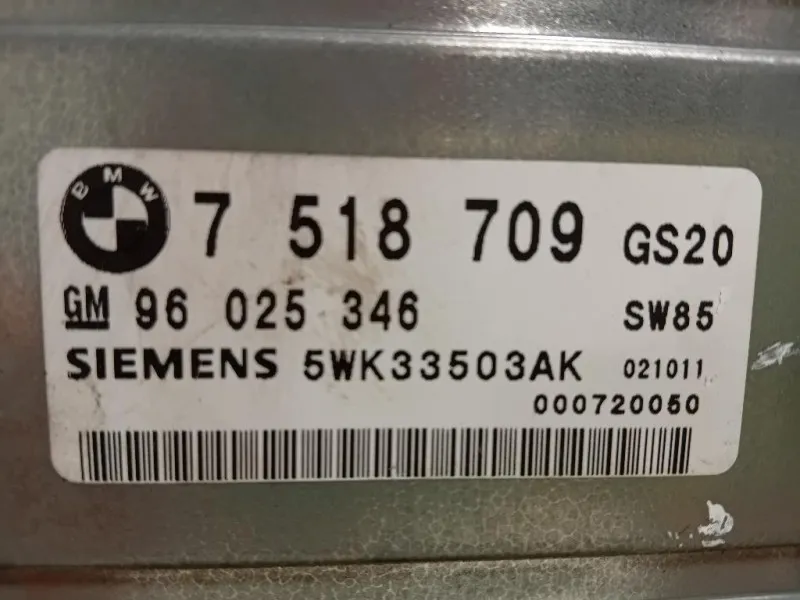 BMW 7 518 709 GS20
GM 96 025 346 SW85
SIEMENS 5WK33503AK 021011
000720050